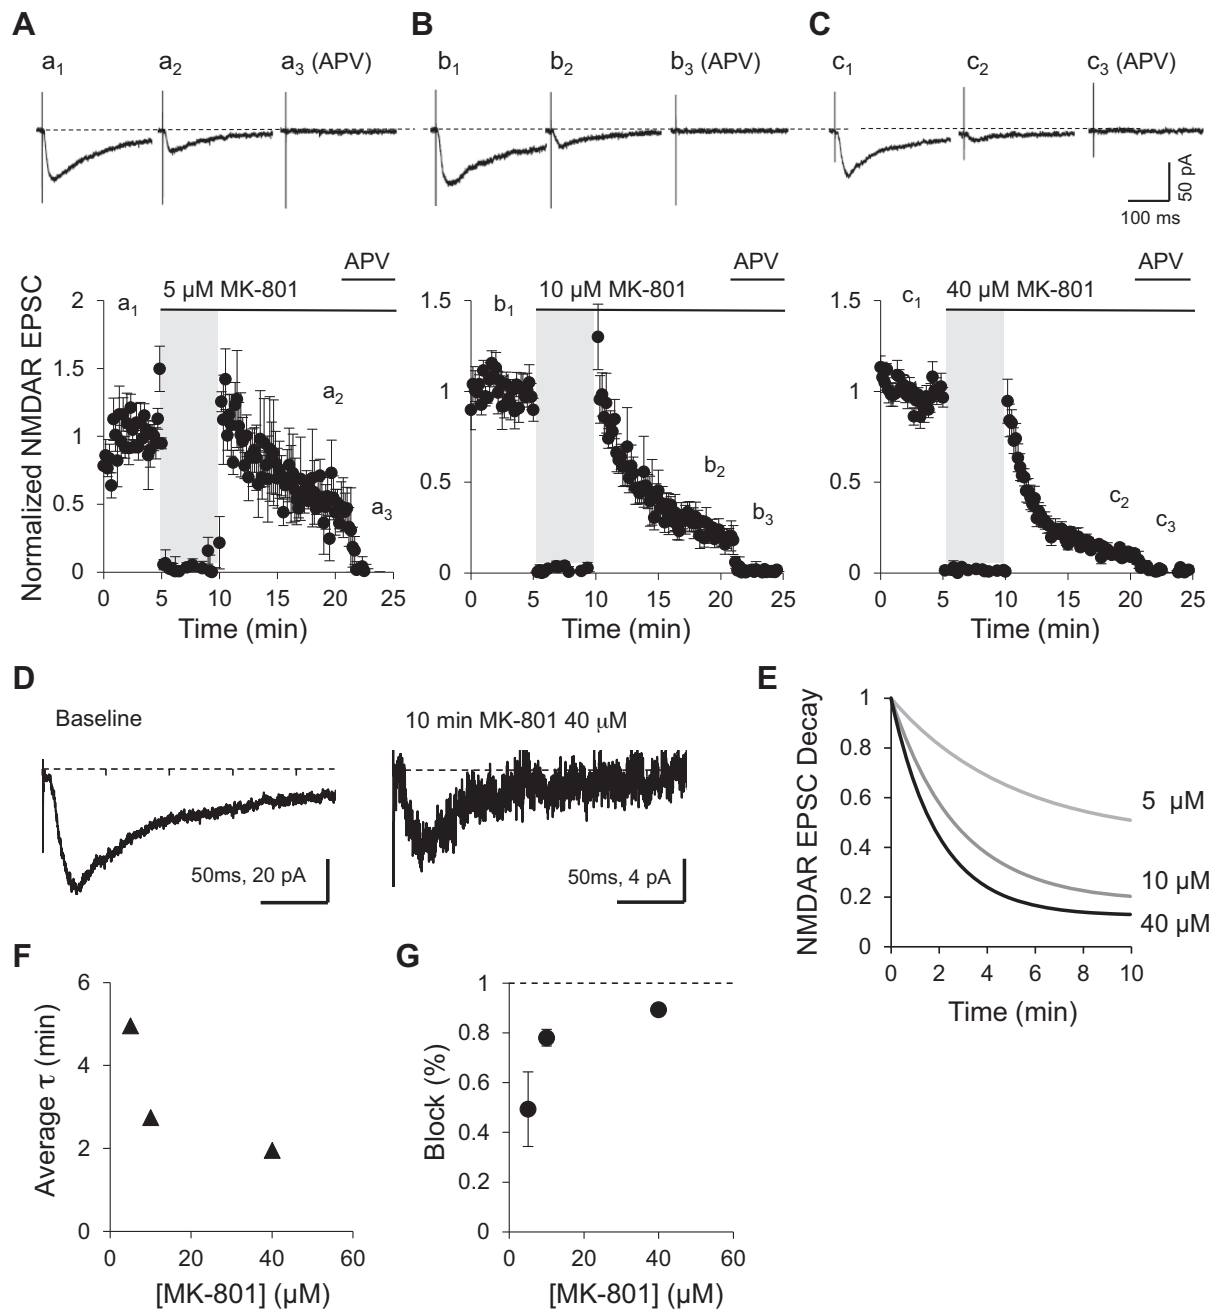 A
B
C
a1
a2
a3 (APV)
b1
b2
b3 (APV)
c1
c2
c3 (APV)
50 pA
100 ms
APV
APV
APV
5 µM MK-801
10 µM MK-801
40 µM MK-801
Normalized NMDAR EPSC
2
1.5
1
0.5
0
a1
a2
a3
0 5 10 15 20 25
Time (min)
1.5
1
0.5
0
b1
b2
b3
0 5 10 15 20 25
Time (min)
1.5
1
0.5
0
c1
c2
c3
0 5 10 15 20 25
Time (min)
D
Baseline
50ms, 20 pA
10 min MK-801 40 µM
50ms, 4 pA
E
NMDAR EPSC Decay
1
0.8
0.6
0.4
0.2
0
5 µM
10 µM
40 µM
0 2 4 6 8 10
Time (min)
F
Average τ (min)
6
4
2
0
0 20 40 60
[MK-801] (µM)
G
Block (%)
1
0.8
0.6
0.4
0.2
0
0 20 40 60
[MK-801] (µM)